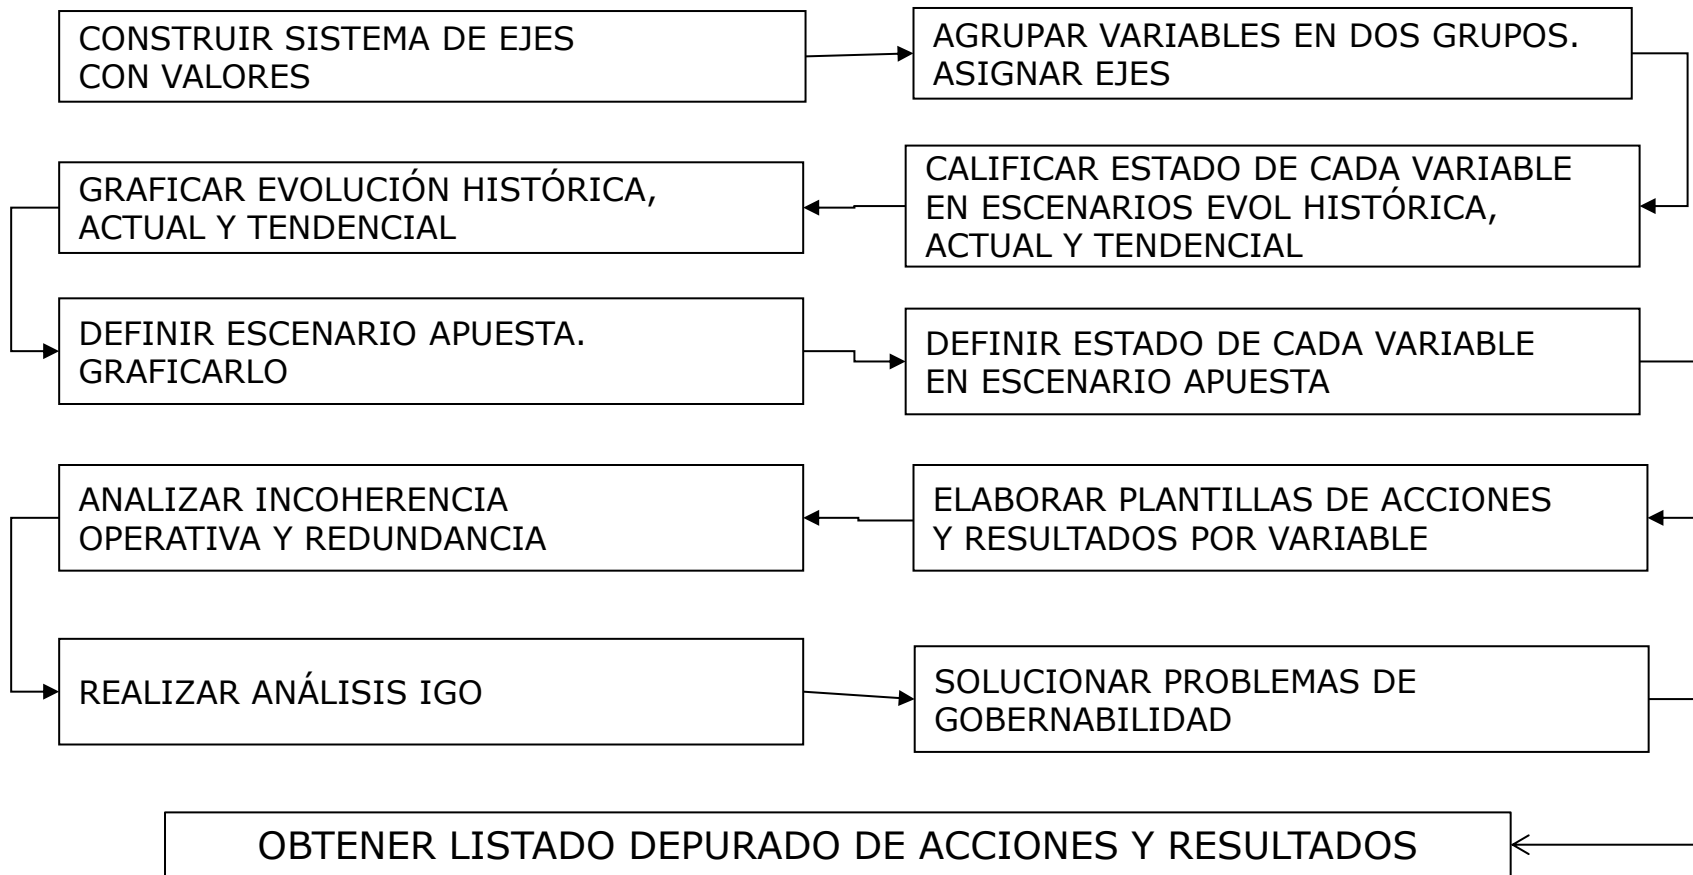 CONSTRUIR SISTEMA DE EJES
CON VALORES
AGRUPAR VARIABLES EN DOS GRUPOS.
ASIGNAR EJES
CALIFICAR ESTADO DE CADA VARIABLE
EN ESCENARIOS EVOL HISTÓRICA,
ACTUAL Y TENDENCIAL
GRAFICAR EVOLUCIÓN HISTÓRICA,
ACTUAL Y TENDENCIAL
DEFINIR ESCENARIO APUESTA.
GRAFICARLO
DEFINIR ESTADO DE CADA VARIABLE
EN ESCENARIO APUESTA
ELABORAR PLANTILLAS DE ACCIONES
Y RESULTADOS POR VARIABLE
ANALIZAR INCOHERENCIA
OPERATIVA Y REDUNDANCIA
REALIZAR ANÁLISIS IGO
SOLUCIONAR PROBLEMAS DE
GOBERNABILIDAD
OBTENER LISTADO DEPURADO DE ACCIONES Y RESULTADOS